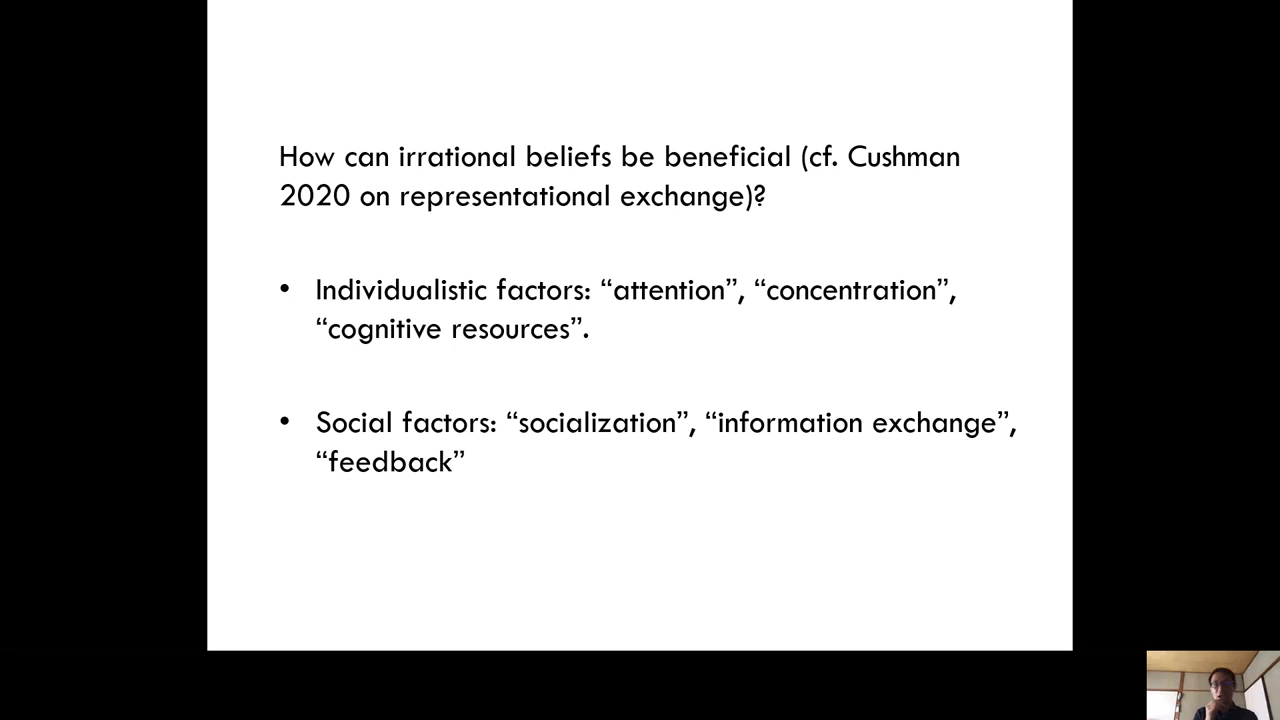 How can irrational beliefs be beneficial (cf. Cushman
2020 on representational exchange)?
• Individualistic factors: “attention”, “concentration”,
“cognitive resources”.
• Social factors: “socialization”, “information exchange”,
“feedback”